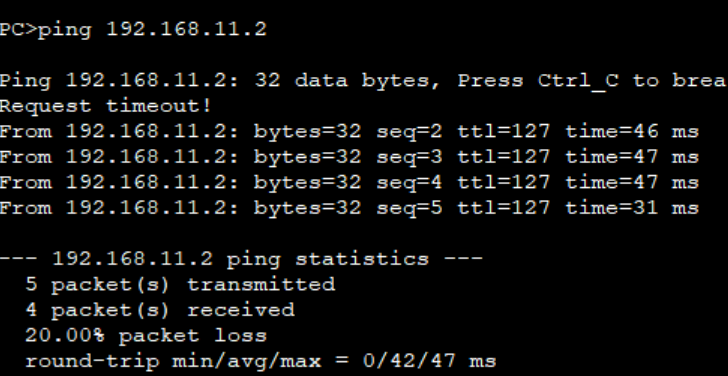 PC>ping 192.168.11.2
Ping 192.168.11.2: 32 data bytes, Press Ctrl_C to brea
Request timeout!
From 192.168.11.2: bytes=32 seq=2 ttl=127 time=46 ms
From 192.168.11.2: bytes=32 seq=3 ttl=127 time=47 ms
From 192.168.11.2: bytes=32 seq=4 ttl=127 time=47 ms
From 192.168.11.2: bytes=32 seq=5 ttl=127 time=31 ms
--- 192.168.11.2 ping statistics ---
5 packet(s) transmitted
4 packet(s) received
20.00% packet loss
round-trip min/avg/max = 0/42/47 ms